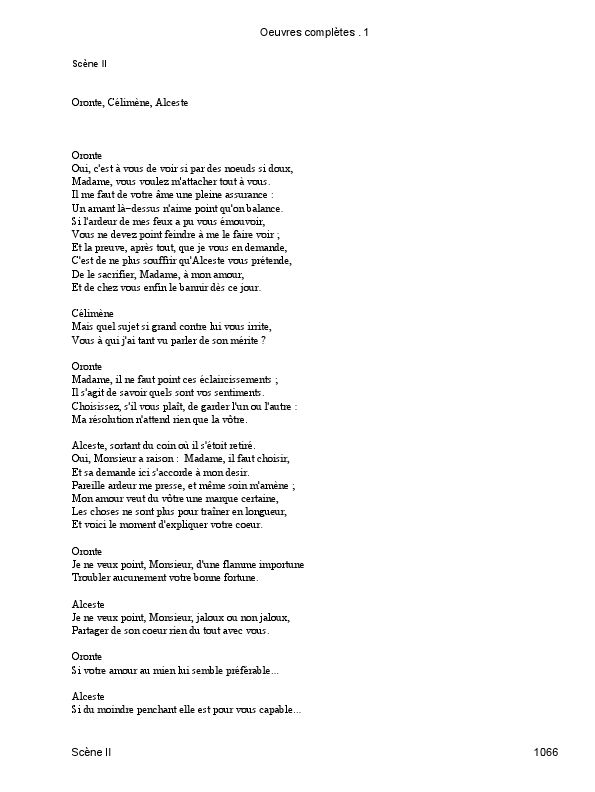 Oeuvres complètes . 1
Scène II
Oronte, Célimène, Alceste
Oronte
Oui, c'est à vous de voir si par des noeuds si doux,
Madame, vous voulez m'attacher tout à vous.
Il me faut de votre âme une pleine assurance :
Un amant là-dessus n'aime point qu'on balance.
Si l'ardeur de mes feux a pu vous émouvoir,
Vous ne devez point feindre à me le faire voir ;
Et la preuve, après tout, que je vous en demande,
C'est de ne plus souffrir qu'Alceste vous prétende,
De le sacrifier, Madame, à mon amour,
Et de chez vous enfin le bannir dès ce jour.
Célimène
Mais quel sujet si grand contre lui vous irrite,
Vous à qui j'ai tant vu parler de son mérite ?
Oronte
Madame, il ne faut point ces éclaircissements ;
Il s'agit de savoir quels sont vos sentiments.
Choisissez, s'il vous plaît, de garder l'un ou l'autre :
Ma résolution n'attend rien que la vôtre.
Alceste, sortant du coin où il s'étoit retiré.
Oui, Monsieur a raison : Madame, il faut choisir,
Et sa demande ici s'accorde à mon desir.
Pareille ardeur me presse, et même soin m'amène ;
Mon amour veut du vôtre une marque certaine,
Les choses ne sont plus pour traîner en longueur,
Et voici le moment d'expliquer votre coeur.
Oronte
Je ne veux point, Monsieur, d'une flamme importune
Troubler aucunement votre bonne fortune.
Alceste
Je ne veux point, Monsieur, jaloux ou non jaloux,
Partager de son coeur rien du tout avec vous.
Oronte
Si votre amour au mien lui semble préférable...
Alceste
Si du moindre penchant elle est pour vous capable...
Scène II
1066